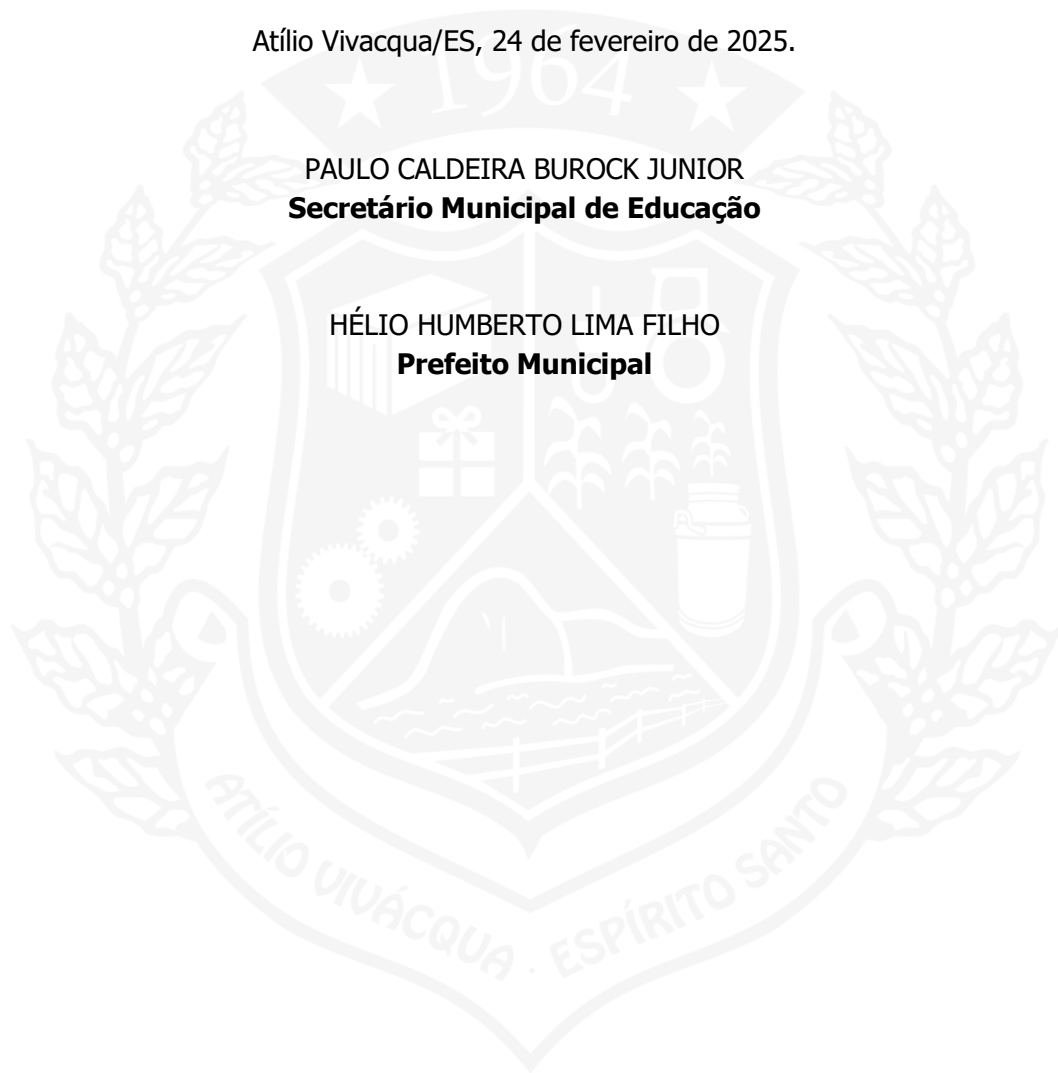 Atílio Vivacqua/ES, 24 de fevereiro de 2025.
1964
PAULO CALDEIRA BUROCK JUNIOR
Secretário Municipal de Educação
HÉLIO HUMBERTO LIMA FILHO
Prefeito Municipal
ATÍLIO VIVÁCQUA . ESPÍRITO SANTO